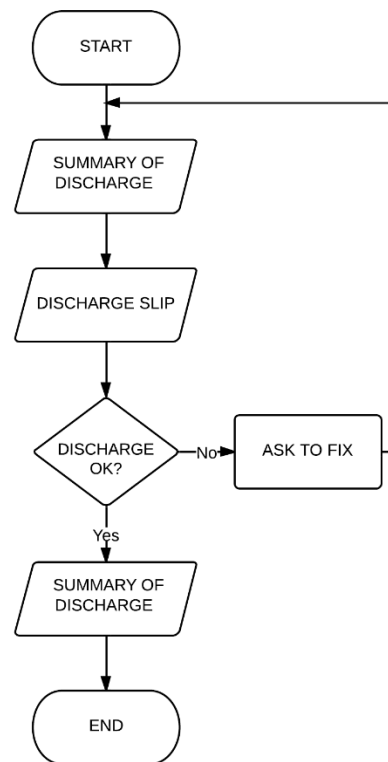 START
SUMMARY OF
DISCHARGE
DISCHARGE SLIP
DISCHARGE
OK?
No
ASK TO FIX
Yes
SUMMARY OF
DISCHARGE
END